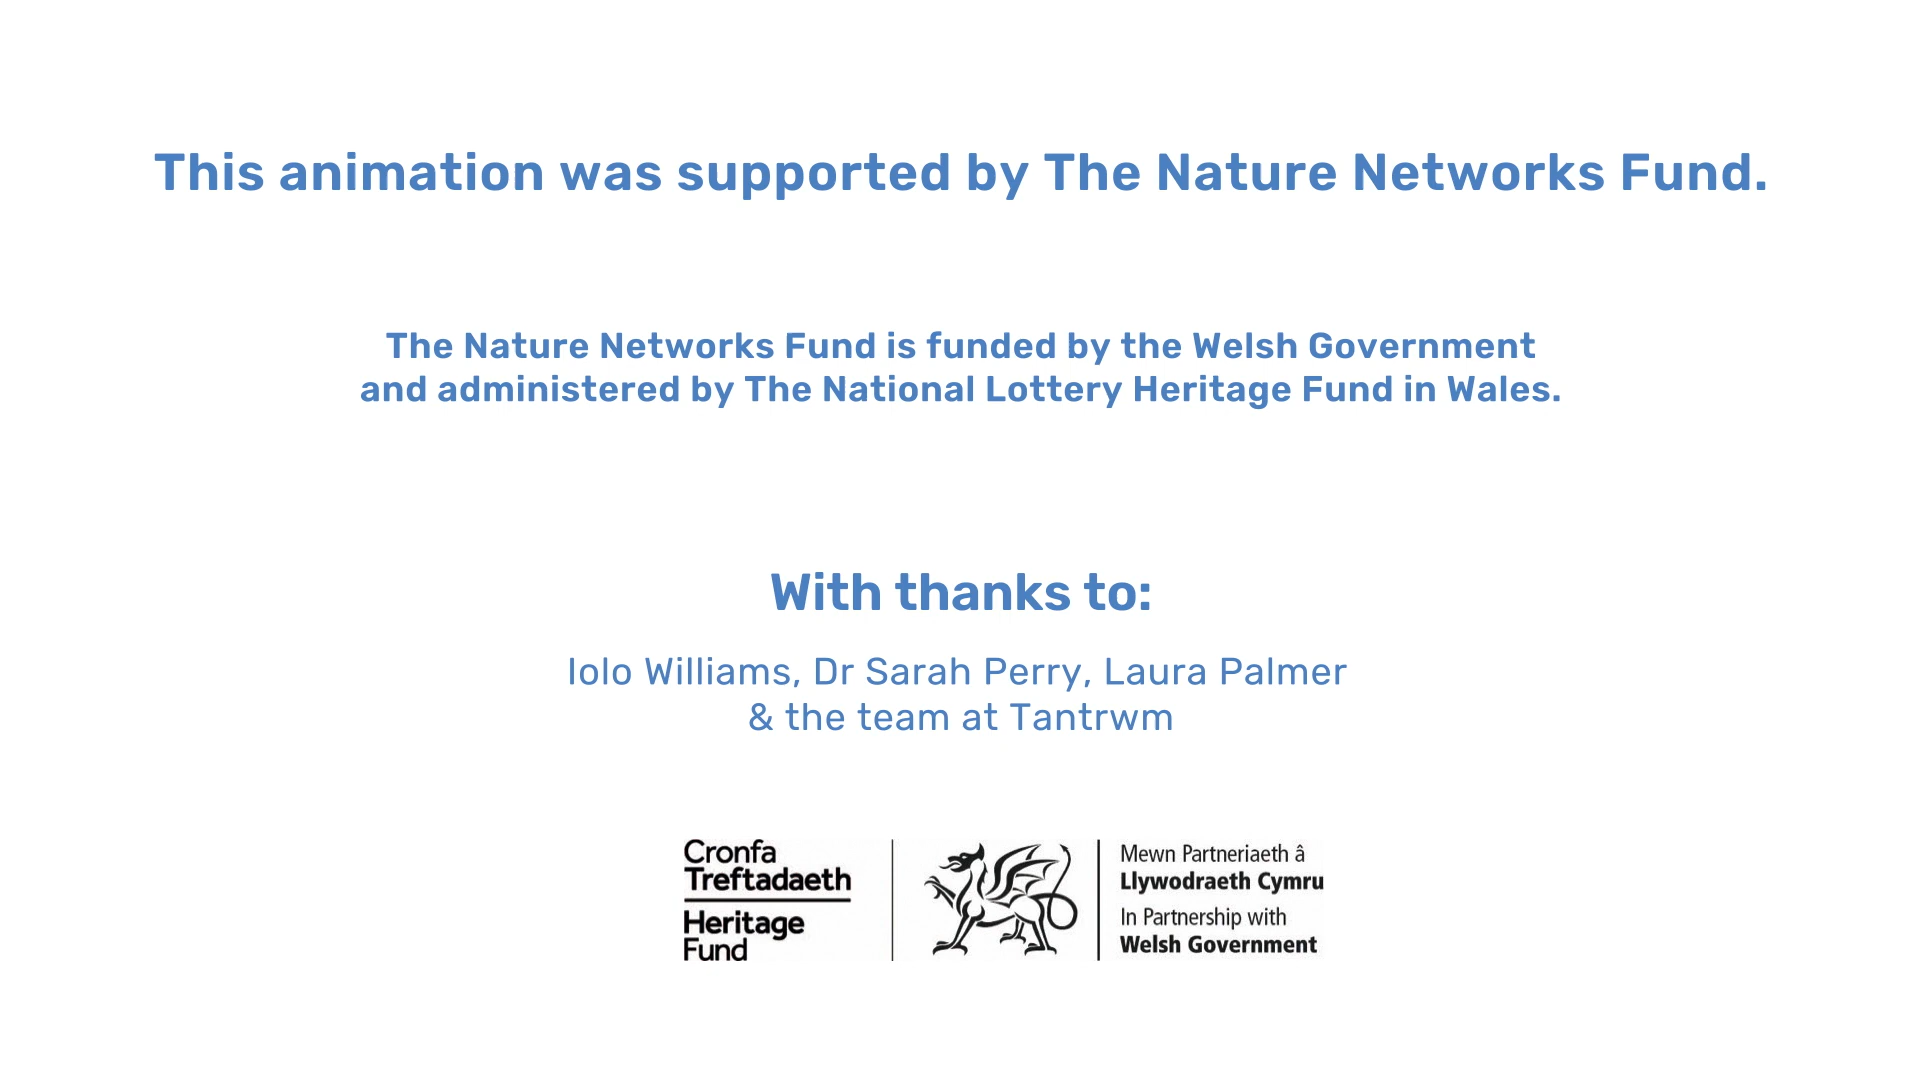 This animation was supported by The Nature Networks Fund.
The Nature Networks Fund is funded by the Welsh Government
and administered by The National Lottery Heritage Fund in Wales.
With thanks to:
Iolo Williams, Dr Sarah Perry, Laura Palmer
& the team at Tantrwm
Cronfa
Treftadaeth
Heritage
Fund
Mewn Partneriaeth â
Llywodraeth Cymru
In Partnership with
Welsh Government